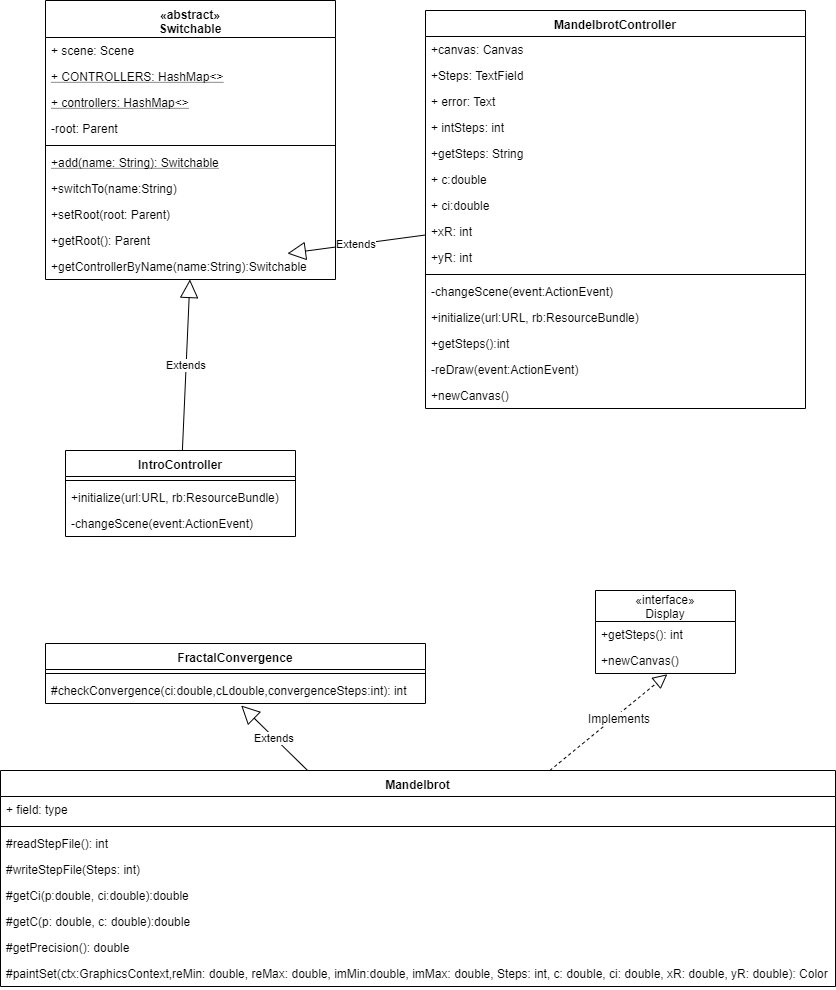 «abstract»
Switchable
+ scene: Scene
+ CONTROLLERS: HashMap<>
+ controllers: HashMap<>
-root: Parent
+add(name: String): Switchable
+switchTo(name:String)
+setRoot(root: Parent)
+getRoot(): Parent
+getControllerByName(name:String):Switchable
Extends
MandelbrotController
+canvas: Canvas
+Steps: TextField
+ error: Text
+ intSteps: int
+getSteps: String
+ c:double
+ ci:double
+xR: int
+yR: int
-changeScene(event:ActionEvent)
+initialize(url:URL, rb:ResourceBundle)
+getSteps():int
-reDraw(event:ActionEvent)
+newCanvas()
Extends
IntroController
+initialize(url:URL, rb:ResourceBundle)
-changeScene(event:ActionEvent)
«interface»
Display
+getSteps(): int
+newCanvas()
FractalConvergence
#checkConvergence(ci:double,cLdouble,convergenceSteps:int): int
Implements
Extends
Mandelbrot
+ field: type
#readStepFile(): int
#writeStepFile(Steps: int)
#getCi(p:double, ci:double):double
#getC(p: double, c: double):double
#getPrecision(): double
#paintSet(ctx:GraphicsContext,reMin: double, reMax: double, imMin:double, imMax: double, Steps: int, c: double, ci: double, xR: double, yR: double): Color